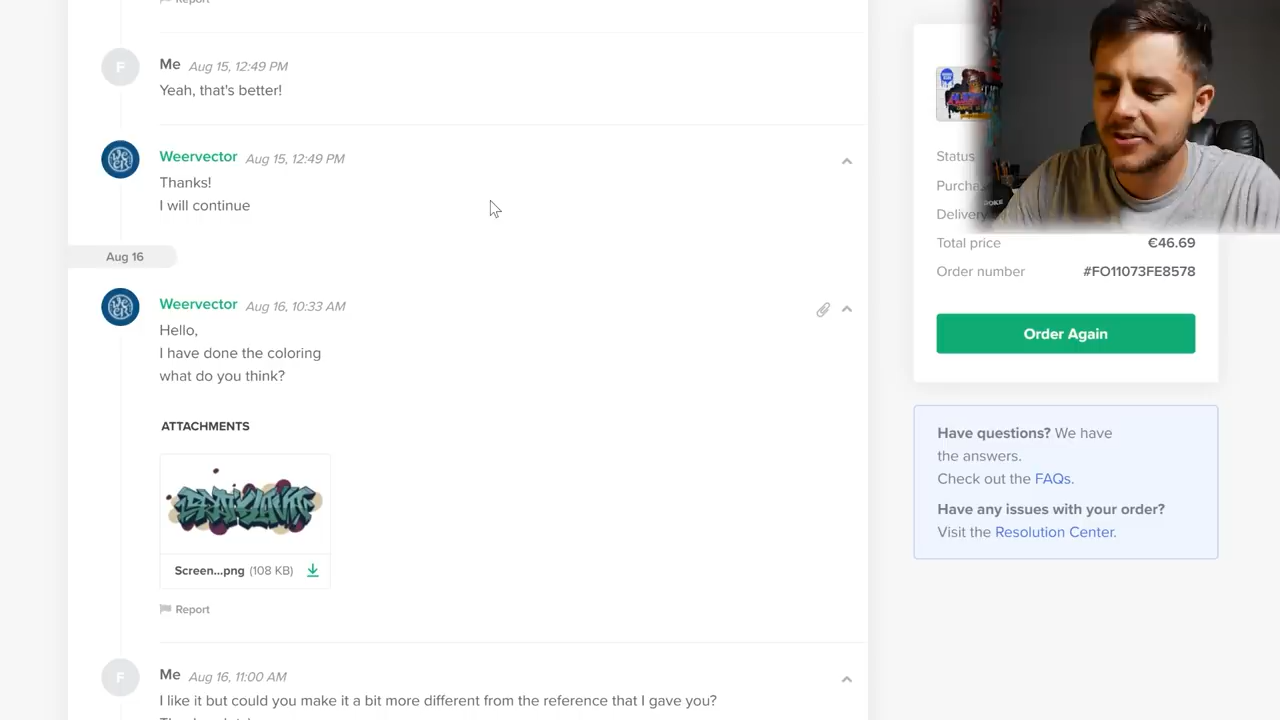 Report
Me Aug 15, 12:49 PM
Yeah, that's better!
Weervector Aug 15, 12:49 PM
Thanks!
I will continue
Aug 16
Weervector Aug 16, 10:33 AM
Hello,
I have done the coloring
what do you think?
ATTACHMENTS
Screen...png (108 KB)
Report
F
Me Aug 16, 11:00 AM
I like it but could you make it a bit more different from the reference that I gave you?
Status
Total price €46.69
Order number #FO11073FE8578
Order Again
Have questions? We have
the answers.
Check out the FAQs.
Have any issues with your order?
Visit the Resolution Center.